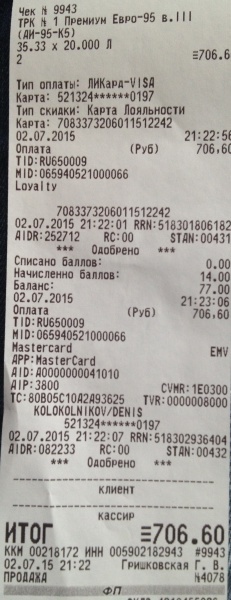 Чек № 9943
ТРК № 1 Премиум Евро-95 в.III
(АИ-95-К5)
35.33 x 20.000 Л
2 ≡706.6
Тип оплаты: ЛИКард-VISA
Карта: 521324******0197
Тип скидки: Карта Лояльности
Карта: 7083373206011512242
02.07.2015 21:22:56
Оплата (Руб) 706,60
TID:RU650009
MID:065940521000066
Loyalty
7083373206011512242
02.07.2015 21:22:01 RRN:518301806182
AIDR:252712 RC:00 STAN:00431
*** Одобрено ***
Списано баллов: 0.00
Начисленно баллов: 14.00
Баланс: 77.00
02.07.2015 21:23:06
Оплата (Руб) 706,60
TID:RU650009
MID:065940521000066
Mastercard EMV
APP:MasterCard
AID:A0000000041010
AIP:3800 CVMR:1E0300
TC:80B05C10A2A93625 TVR:0000008000
KOLOKOLNIKOV/DENIS
521324******0197
02.07.2015 21:22:07 RRN:518302936404
AIDR:082233 RC:00 STAN:00432
*** Одобрено ***
клиент
кассир
ИТОГ ≡706.60
ККМ 00218172 ИНН 005902182943 #9943
02.07.15 21:22 Гришковская Г. В.
ПРОДАЖА №4078
ФП